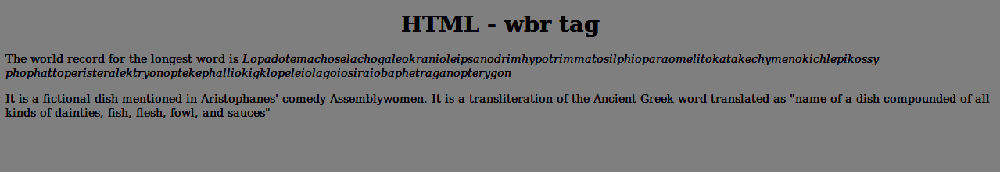 HTML - wbr tag
The world record for the longest word is Lopadotemachoselachogaleokranioleipsanodrimhypotrimmatosilphioparaomelitokatakechymenokichlepikossy
phophattoperisteralektryonoptekephalliokigklopeleiolagoiosiraiobaphetraganopterygon
It is a fictional dish mentioned in Aristophanes' comedy Assemblywomen. It is a transliteration of the Ancient Greek word translated as "name of a dish compounded of all
kinds of dainties, fish, flesh, fowl, and sauces"